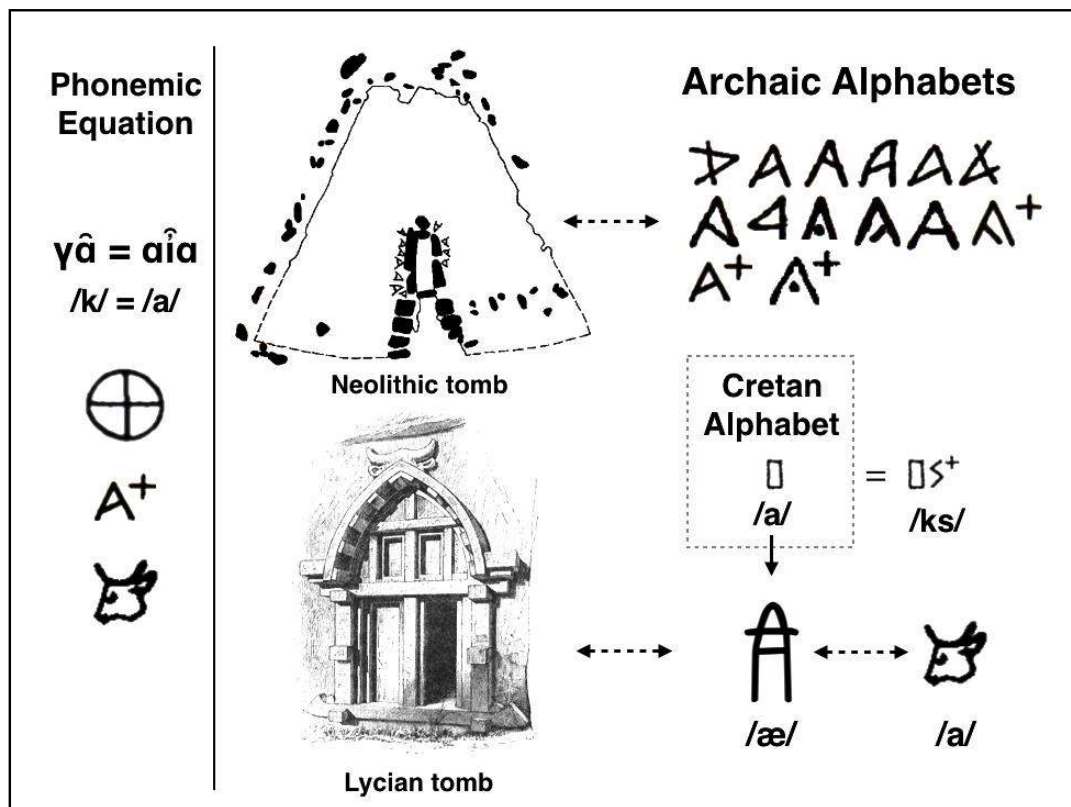 Phonemic
Equation
γᾶ = αἶα
/k/ = /a/
A+
Neolithic tomb
Archaic Alphabets
A A A A A
A A A A+
A+ A+
Cretan
Alphabet
/a/
= 
/ks/
Lycian tomb
/æ/
/a/